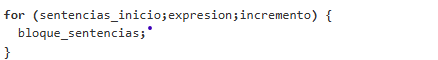 for (sentencias_inicio;expresion;incremento) {
  bloque_sentencias;
}